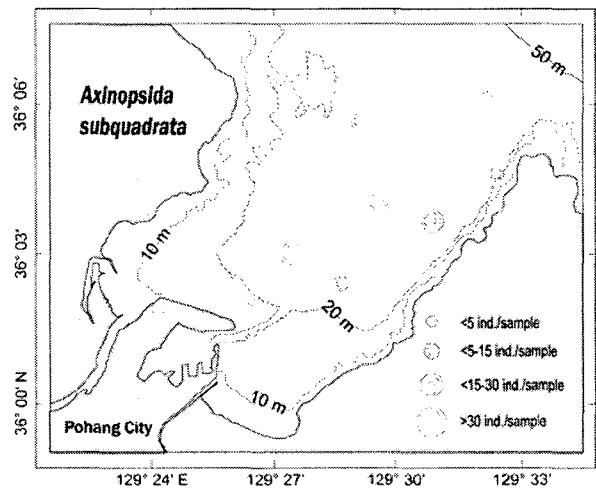 50 m
36° 06'
Axinopsida
subquadrata
10 m
36° 03'
20 m
<5 ind./sample
<5-15 ind./sample
<15-30 ind./sample
>30 ind./sample
10 m
36° 00' N
Pohang City
129° 24' E
129° 27'
129° 30'
129° 33'